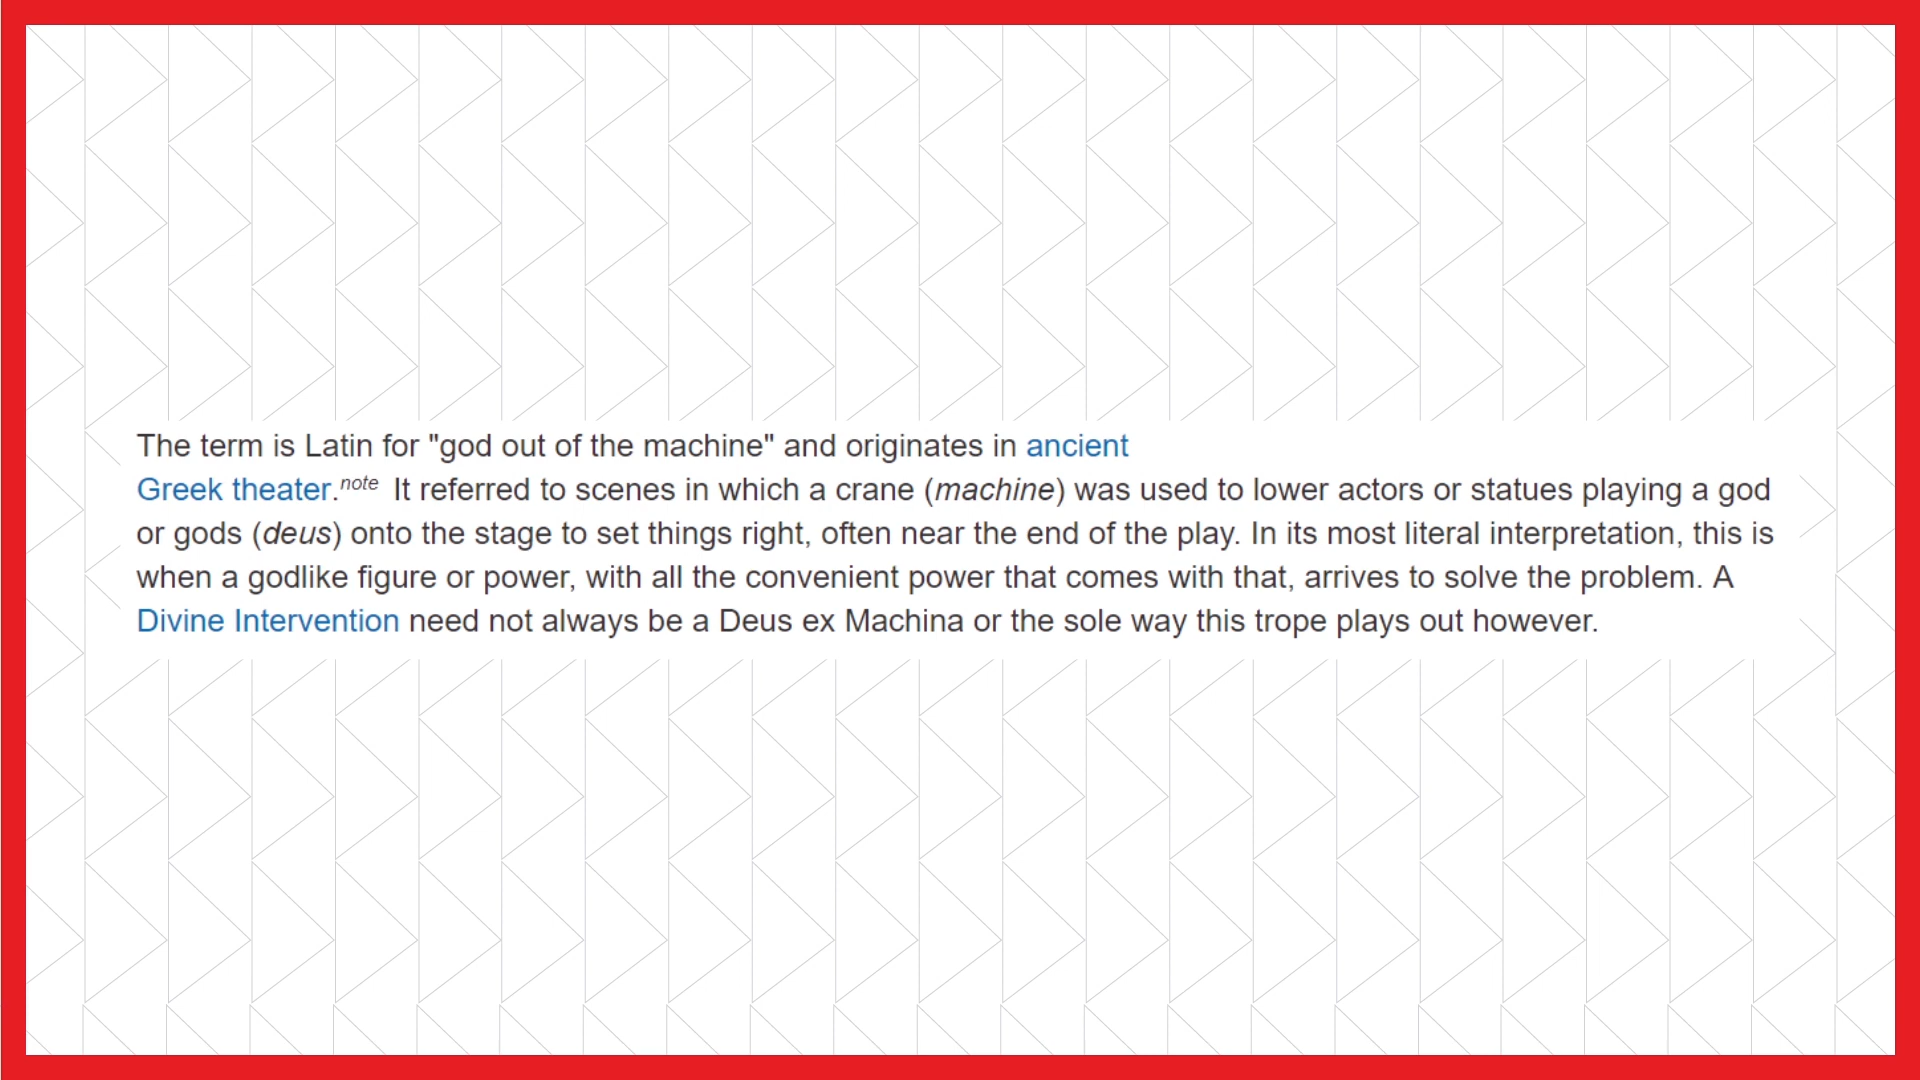 The term is Latin for "god out of the machine" and originates in ancient
Greek theater.note It referred to scenes in which a crane (machine) was used to lower actors or statues playing a god
or gods (deus) onto the stage to set things right, often near the end of the play. In its most literal interpretation, this is
when a godlike figure or power, with all the convenient power that comes with that, arrives to solve the problem. A
Divine Intervention need not always be a Deus ex Machina or the sole way this trope plays out however.